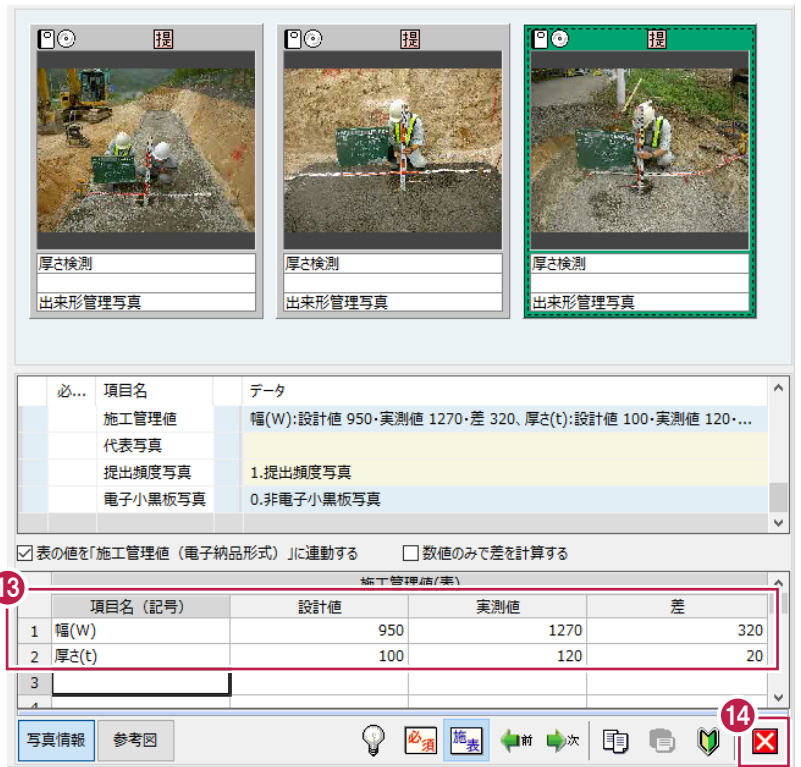 提 提 提
厚さ検測 厚さ検測 厚さ検測
出来形管理写真 出来形管理写真 出来形管理写真
必... 項目名 データ
施工管理値 幅(W):設計値 950・実測値 1270・差 320、厚さ(t):設計値 100・実測値 120・...
代表写真
提出頻度写真 1.提出頻度写真
電子小黒板写真 0.非電子小黒板写真
表の値を「施工管理値（電子納品形式）」に連動する 数値のみで差を計算する
施工管理値(表)
13
項目名（記号） 設計値 実測値 差
1 幅(W) 950 1270 320
2 厚さ(t) 100 120 20
3
4
14
写真情報 参考図 必須 施表 前 次